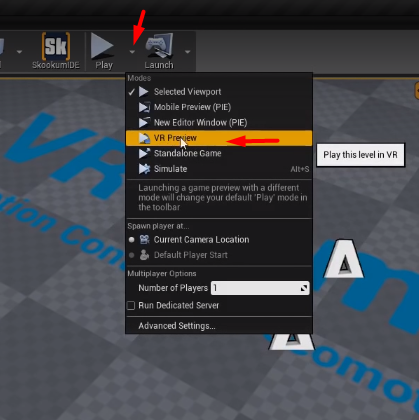 Sk
SkookumIDE
Play
Launch
Modes
Selected Viewport
Mobile Preview (PIE)
New Editor Window (PIE)
VR Preview
Standalone Game
Simulate Alt+S
Launching a game preview with a different
mode will change your default 'Play' mode in
the toolbar
Spawn player at...
Current Camera Location
Default Player Start
Multiplayer Options
Number of Players 1
Run Dedicated Server
Advanced Settings...
Play this level in VR
VR
A
A